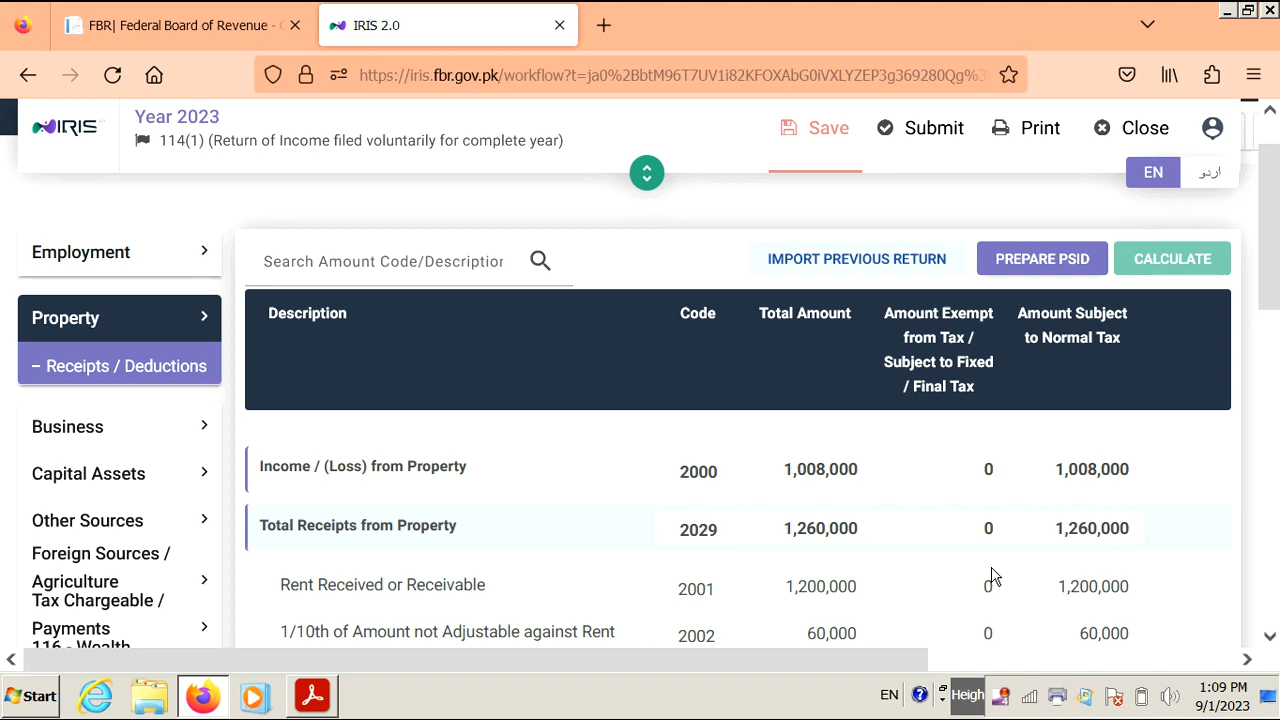 FBR| Federal Board of Revenue -
IRIS 2.0
https://iris.fbr.gov.pk/workflow?t=ja0%2BbtM96T7UV1i82KFOXAbG0iVXLYZEP3g369280Qg%3
IRIS
Year 2023
114(1) (Return of Income filed voluntarily for complete year)
Save
Submit
Print
Close
EN
اردو
Employment
Property
– Receipts / Deductions
Business
Capital Assets
Other Sources
Foreign Sources /
Agriculture
Tax Chargeable /
Payments
116 - Wealth
Search Amount Code/Description
IMPORT PREVIOUS RETURN
PREPARE PSID
CALCULATE
Description Code Total Amount Amount Exempt Amount Subject
from Tax / to Normal Tax
Subject to Fixed
/ Final Tax
Income / (Loss) from Property 2000 1,008,000 0 1,008,000
Total Receipts from Property 2029 1,260,000 0 1,260,000
Rent Received or Receivable 2001 1,200,000 0 1,200,000
1/10th of Amount not Adjustable against Rent 2002 60,000 0 60,000
Start
EN
Heigh
1:09 PM
9/1/2023